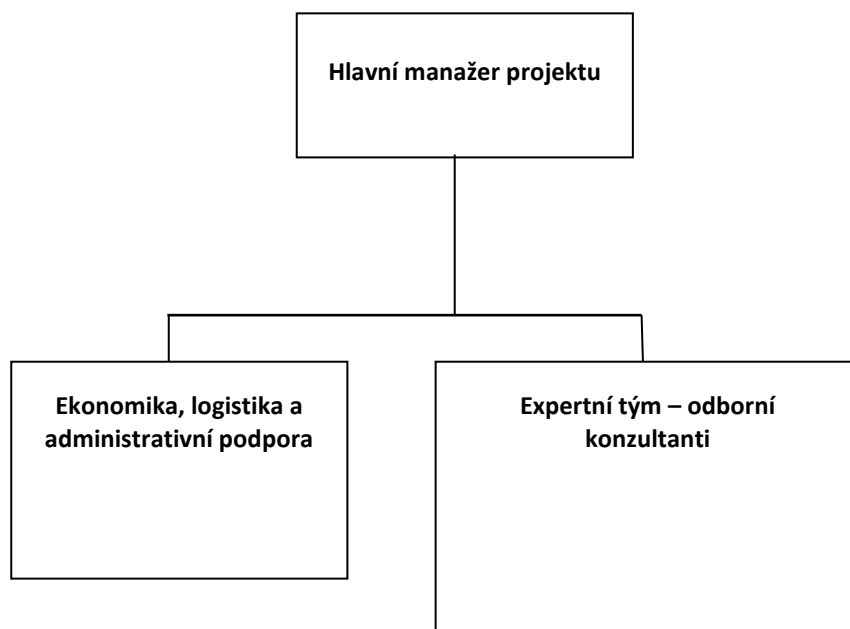 Hlavní manažer projektu
Ekonomika, logistika a
administrativní podpora
Expertní tým – odborní
konzultanti